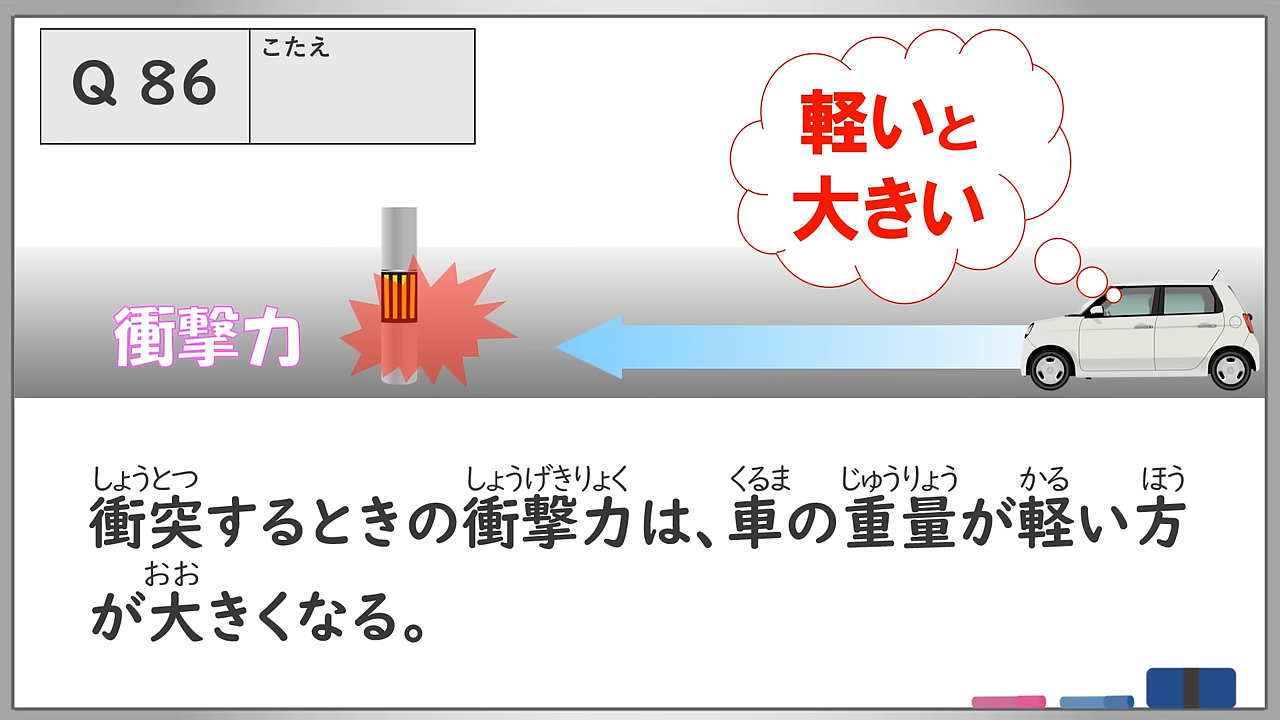 Q 86
こたえ
軽いと
大きい
衝撃力
しょうとつ しょうげきりょく くるま じゅうりょう かる ほう
衝突するときの衝撃力は、車の重量が軽い方
おお
が大きくなる。